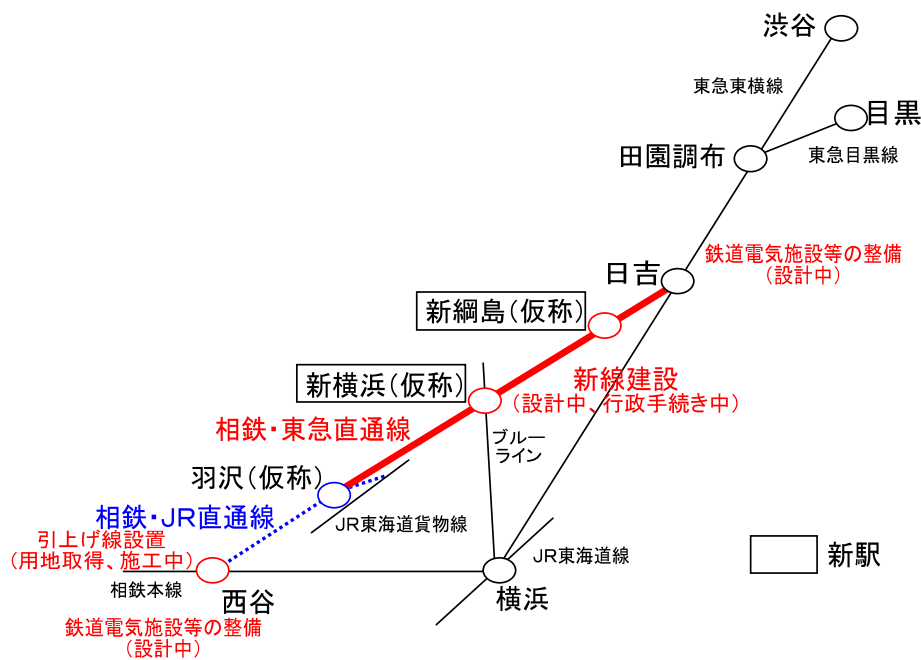 渋谷
東急東横線
目黒
田園調布
東急目黒線
鉄道電気施設等の整備
（設計中）
日吉
新綱島（仮称）
新横浜（仮称）
新線建設
（設計中、行政手続き中）
相鉄・東急直通線
ブルー
ライン
羽沢（仮称）
相鉄・JR直通線
JR東海道貨物線
引上げ線設置
（用地取得、施工中）
JR東海道線
新駅
相鉄本線
西谷
横浜
鉄道電気施設等の整備
（設計中）